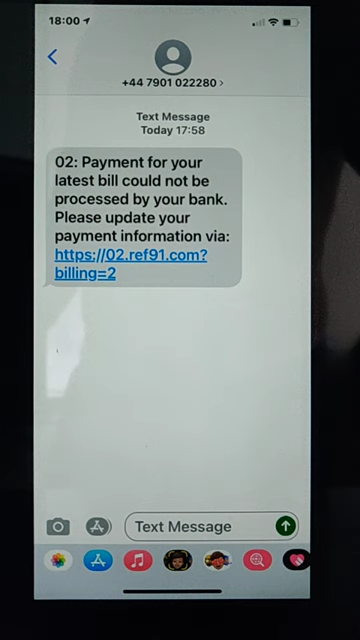 18:00
+44 7901 022280 >
Text Message
Today 17:58
02: Payment for your
latest bill could not be
processed by your bank.
Please update your
payment information via:
https://02.ref91.com?
billing=2
Text Message